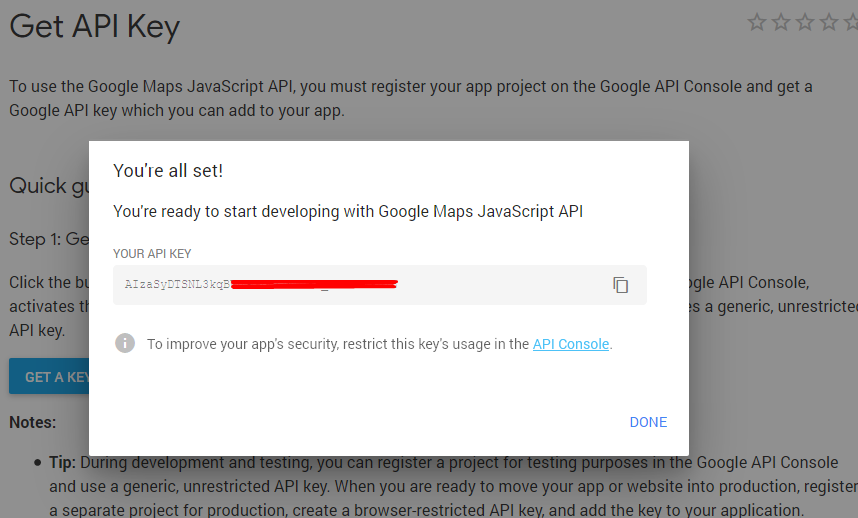 Get API Key
To use the Google Maps JavaScript API, you must register your app project on the Google API Console and get a
Google API key which you can add to your app.
Quick gu
Step 1: Ge
Click the bu
ogle API Console,
activates th
es a generic, unrestricted
API key.
GET A KEY
You're all set!
You're ready to start developing with Google Maps JavaScript API
YOUR API KEY
AIzaSyDTSNL3kqB
To improve your app's security, restrict this key's usage in the API Console.
DONE
Notes:
• Tip: During development and testing, you can register a project for testing purposes in the Google API Console
and use a generic, unrestricted API key. When you are ready to move your app or website into production, register
a separate project for production, create a browser-restricted API key, and add the key to your application.